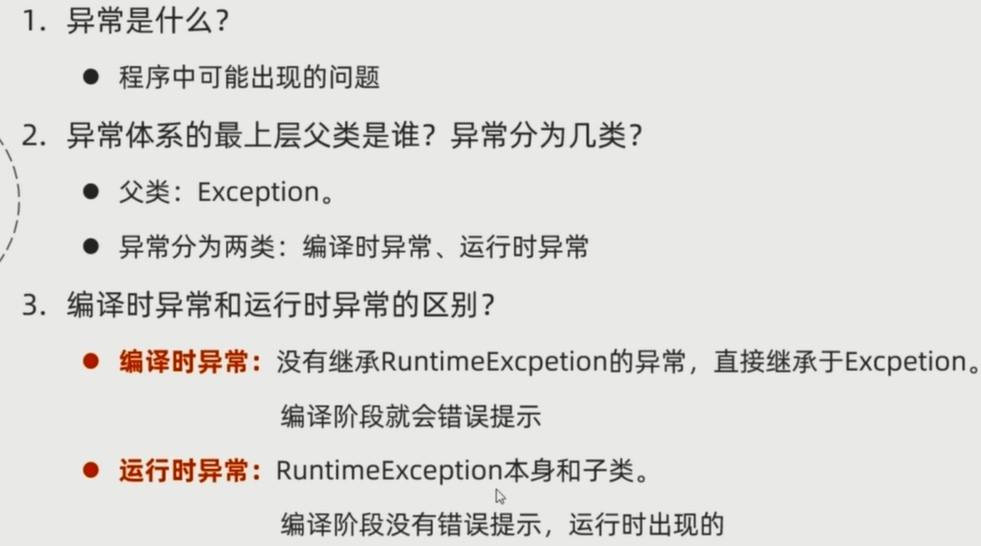 1. 异常是什么？
● 程序中可能出现的问题
2. 异常体系的最上层父类是谁？异常分为几类？
● 父类：Exception。
● 异常分为两类：编译时异常、运行时异常
3. 编译时异常和运行时异常的区别？
● 编译时异常：没有继承RuntimeExcpetion的异常，直接继承于Excpetion。
编译阶段就会错误提示
● 运行时异常：RuntimeException本身和子类。
编译阶段没有错误提示，运行时出现的